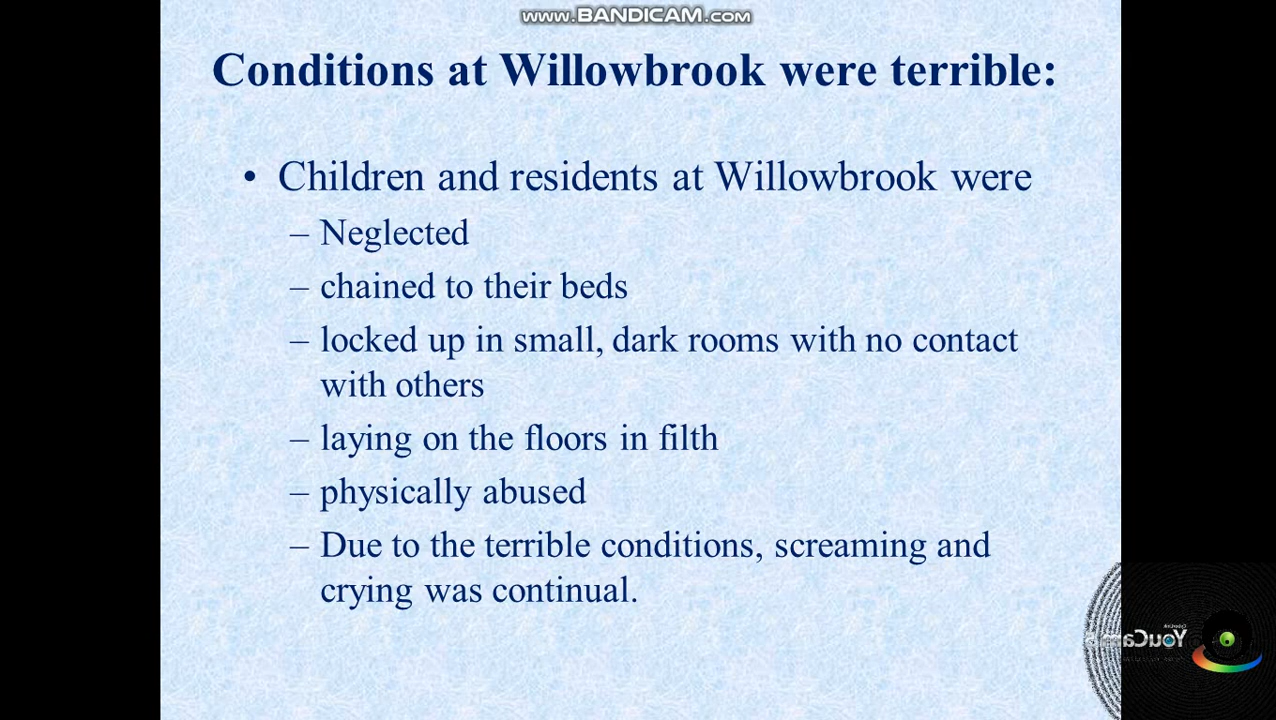 www.BANDICAM.com
Conditions at Willowbrook were terrible:
• Children and residents at Willowbrook were
– Neglected
– chained to their beds
– locked up in small, dark rooms with no contact
with others
– laying on the floors in filth
– physically abused
– Due to the terrible conditions, screaming and
crying was continual.
YouCam